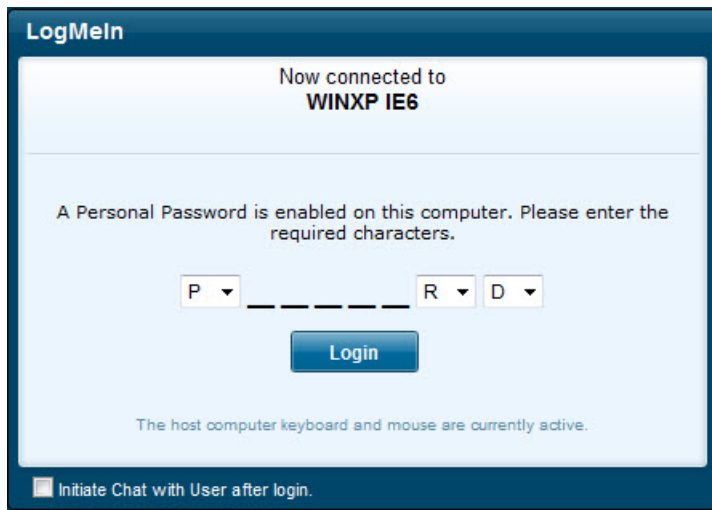 LogMeIn
Now connected to
WINXP IE6
A Personal Password is enabled on this computer. Please enter the
required characters.
P _ _ _ _ _ R D
Login
The host computer keyboard and mouse are currently active.
Initiate Chat with User after login.